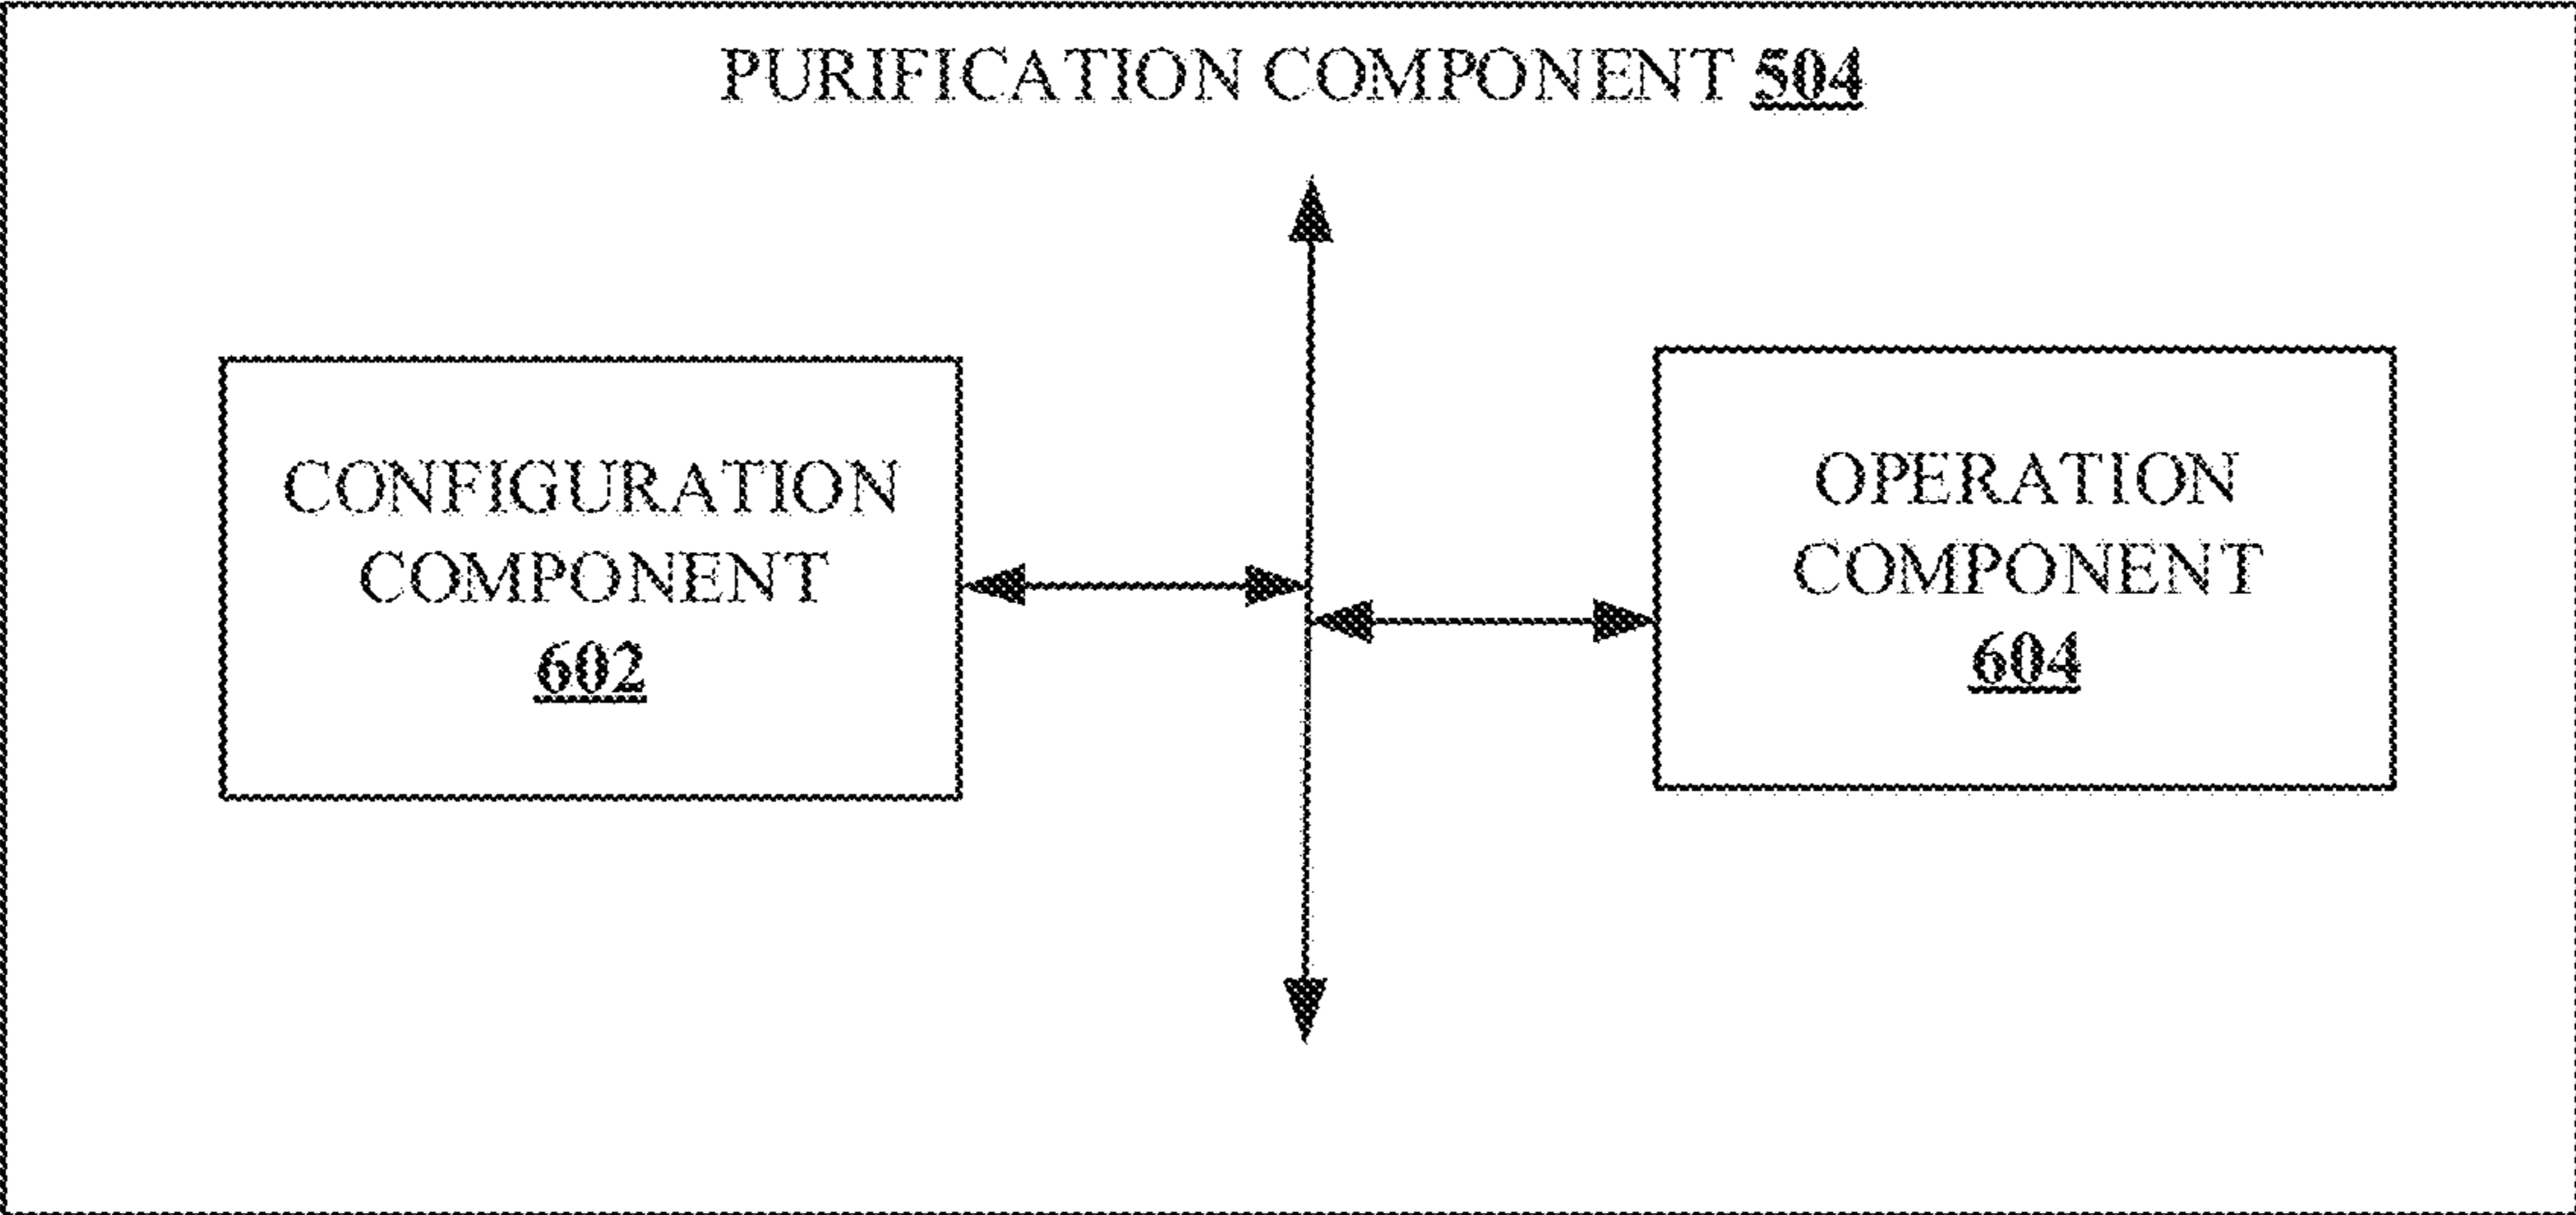 PURIFICATION COMPONENT 504
CONFIGURATION
COMPONENT
602
OPERATION
COMPONENT
604